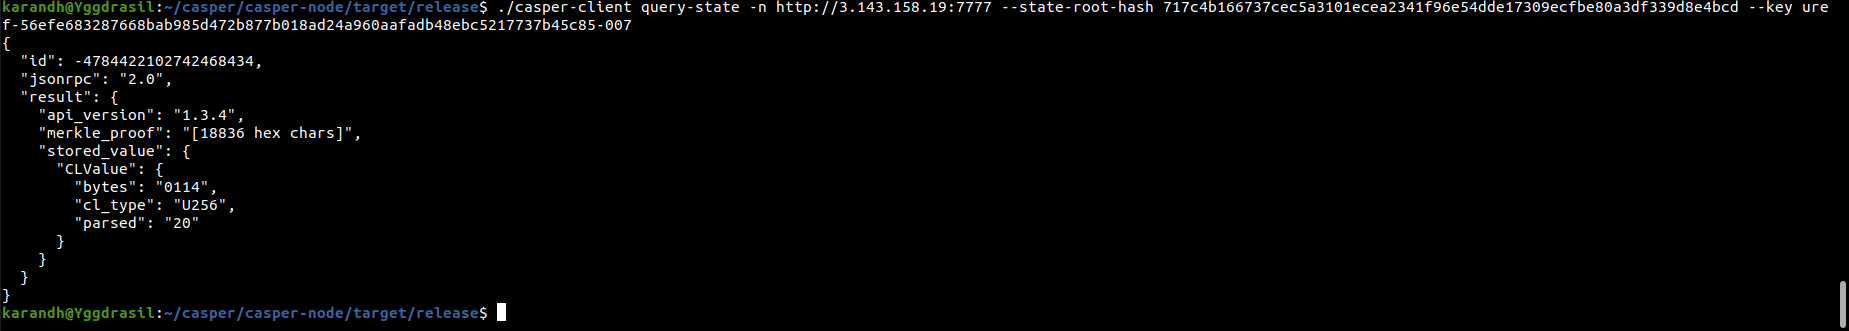 karandh@Yggdrasil:~/casper/casper-node/target/release$ ./casper-client query-state -n http://3.143.158.19:7777 --state-root-hash 717c4b166737cec5a3101ecea2341f96e54dde17309ecfbe80a3df339d8e4bcd --key ure
f-56efe683287668bab985d472b877b018ad24a960aafadb48ebc5217737b45c85-007
{
  "id": -4784422102742468434,
  "jsonrpc": "2.0",
  "result": {
    "api_version": "1.3.4",
    "merkle_proof": "[18836 hex chars]",
    "stored_value": {
      "CLValue": {
        "bytes": "0114",
        "cl_type": "U256",
        "parsed": "20"
      }
    }
  }
}
karandh@Yggdrasil:~/casper/casper-node/target/release$